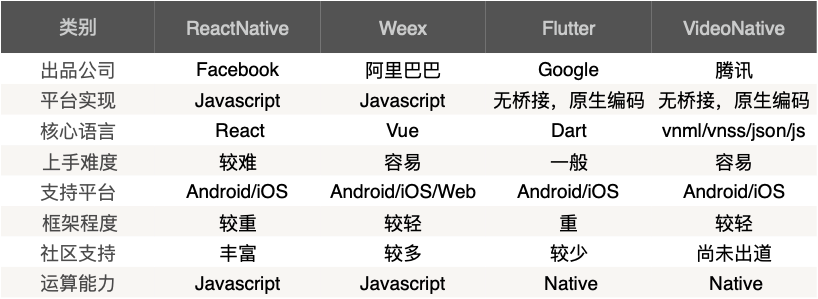 类别 ReactNative Weex Flutter VideoNative
出品公司 Facebook 阿里巴巴 Google 腾讯
平台实现 Javascript Javascript 无桥接，原生编码 无桥接，原生编码
核心语言 React Vue Dart vnml/vnss/json/js
上手难度 较难 容易 一般 容易
支持平台 Android/iOS Android/iOS/Web Android/iOS Android/iOS
框架程度 较重 较轻 重 较轻
社区支持 丰富 较多 较少 尚未出道
运算能力 Javascript Javascript Native Native